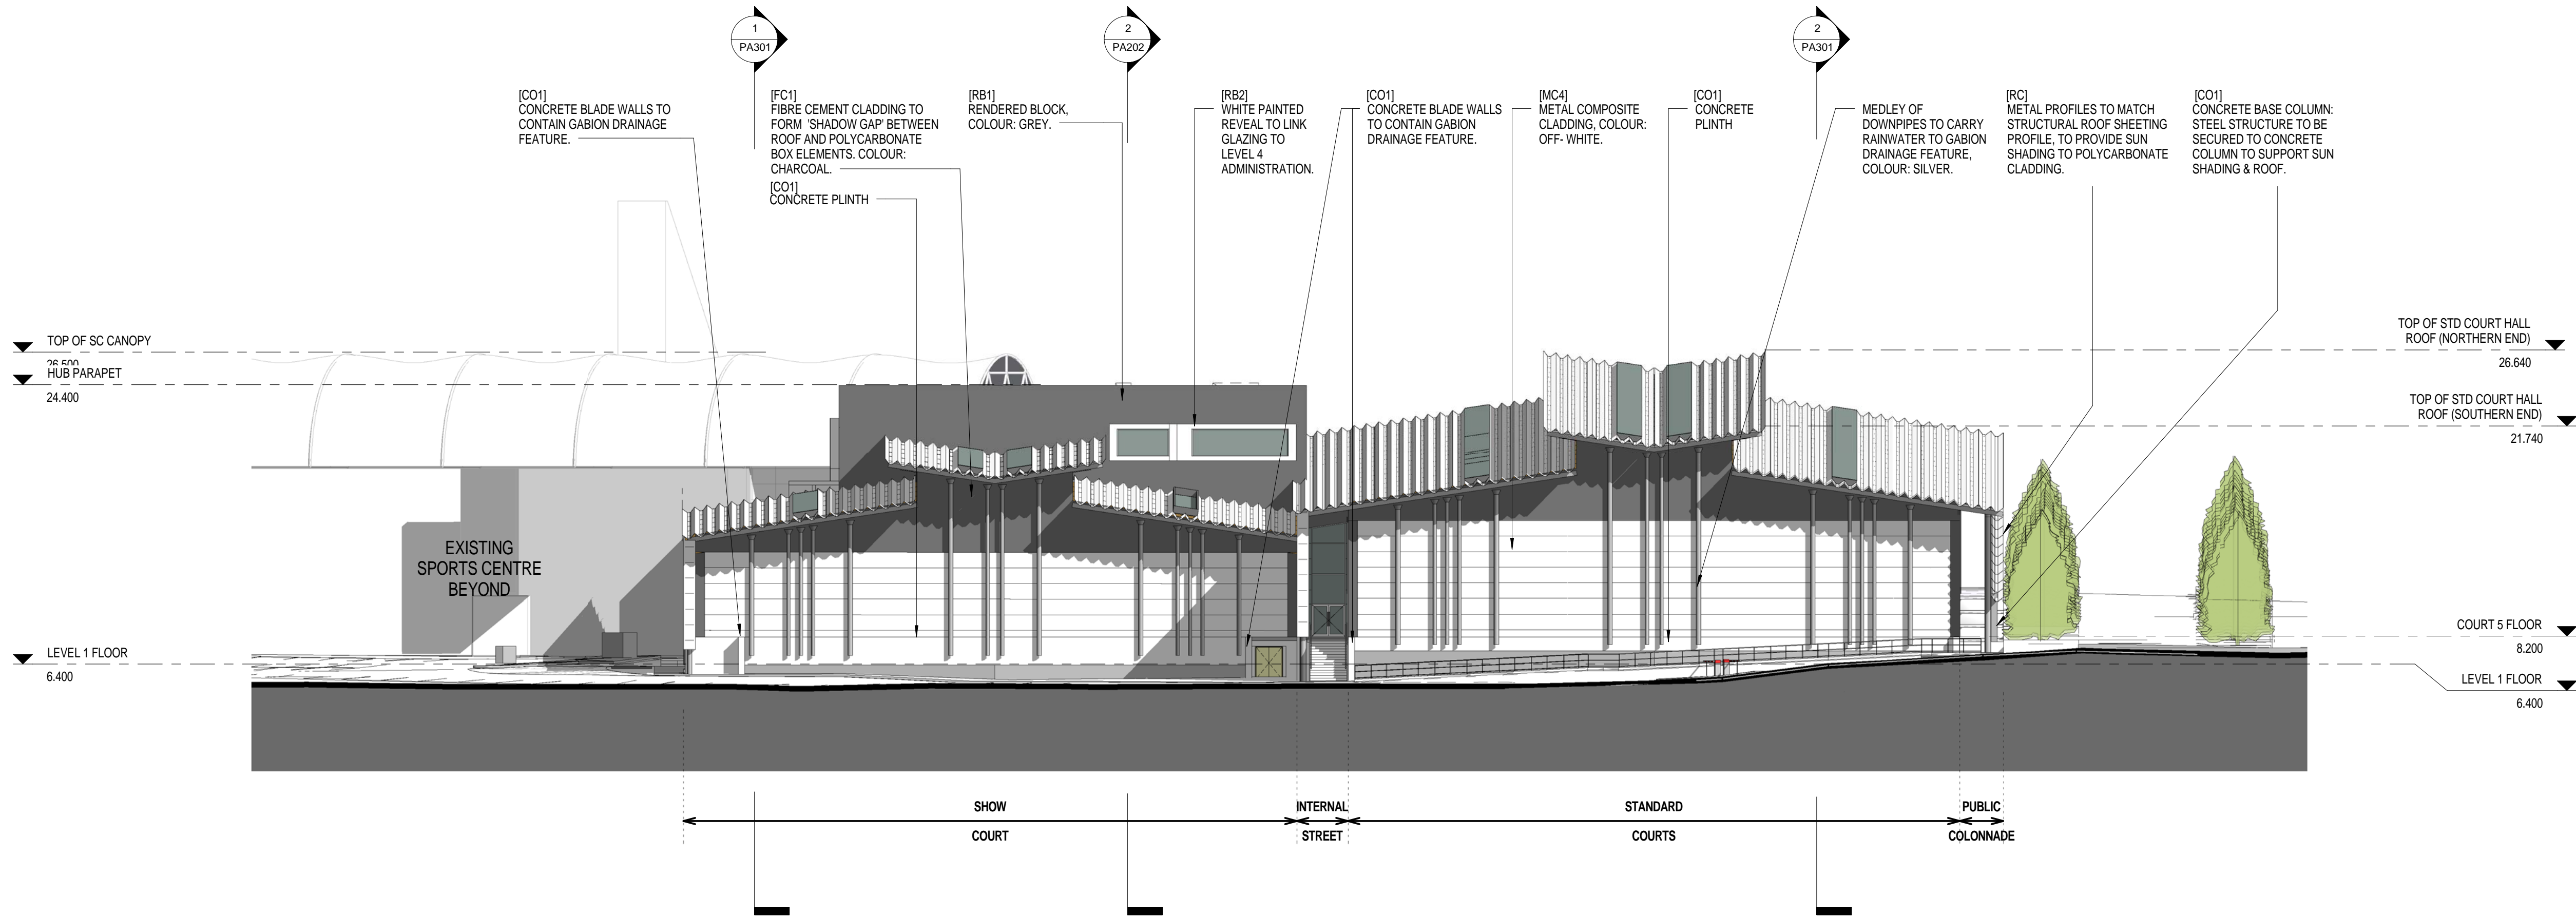 1
PA301
2
PA202
2
PA301
[CO1]
CONCRETE BLADE WALLS TO
CONTAIN GABION DRAINAGE
FEATURE.
[FC1]
FIBRE CEMENT CLADDING TO
FORM 'SHADOW GAP' BETWEEN
ROOF AND POLYCARBONATE
BOX ELEMENTS. COLOUR:
CHARCOAL.
[CO1]
CONCRETE PLINTH
[RB1]
RENDERED BLOCK,
COLOUR: GREY.
[RB2]
WHITE PAINTED
REVEAL TO LINK
GLAZING TO
LEVEL 4
ADMINISTRATION.
[CO1]
CONCRETE BLADE WALLS
TO CONTAIN GABION
DRAINAGE FEATURE.
[MC4]
METAL COMPOSITE
CLADDING, COLOUR:
OFF- WHITE.
[CO1]
CONCRETE
PLINTH
MEDLEY OF
DOWNPIPES TO CARRY
RAINWATER TO GABION
DRAINAGE FEATURE,
COLOUR: SILVER.
[RC]
METAL PROFILES TO MATCH
STRUCTURAL ROOF SHEETING
PROFILE, TO PROVIDE SUN
SHADING TO POLYCARBONATE
CLADDING.
[CO1]
CONCRETE BASE COLUMN:
STEEL STRUCTURE TO BE
SECURED TO CONCRETE
COLUMN TO SUPPORT SUN
SHADING & ROOF.
TOP OF SC CANOPY
26.500
HUB PARAPET
24.400
LEVEL 1 FLOOR
6.400
EXISTING
SPORTS CENTRE
BEYOND
TOP OF STD COURT HALL
ROOF (NORTHERN END)
26.640
TOP OF STD COURT HALL
ROOF (SOUTHERN END)
21.740
COURT 5 FLOOR
8.200
LEVEL 1 FLOOR
6.400
SHOW
COURT
INTERNAL
STREET
STANDARD
COURTS
PUBLIC
COLONNADE